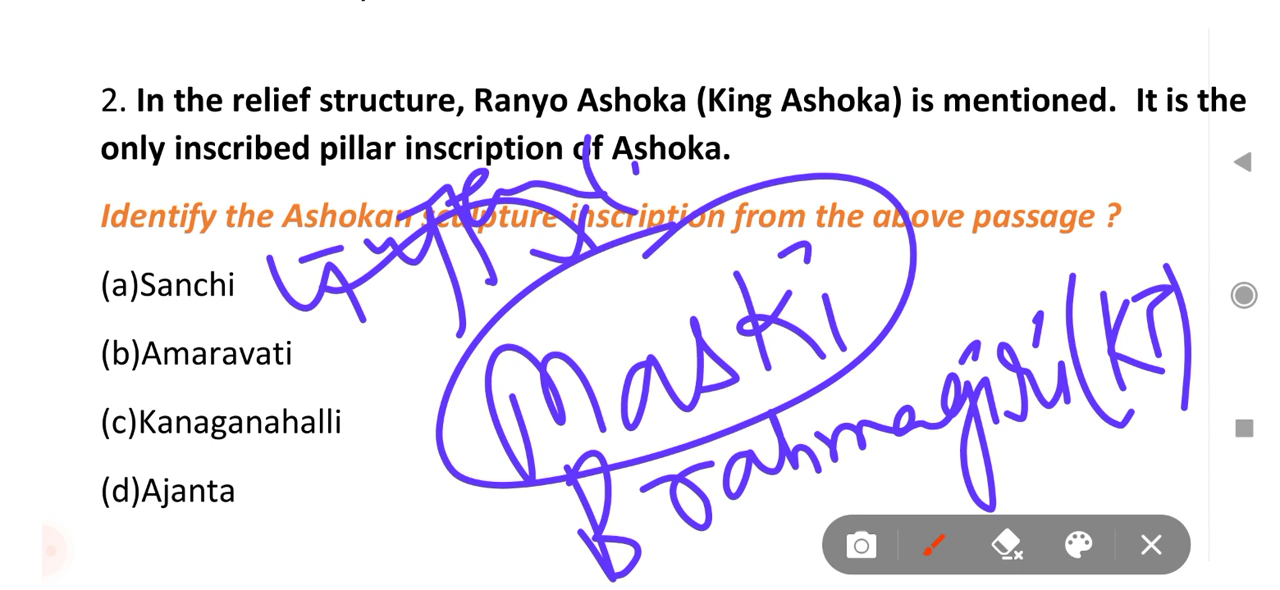 2. In the relief structure, Ranyo Ashoka (King Ashoka) is mentioned. It is the
only inscribed pillar inscription of Ashoka.
Identify the Ashokan sculpture inscription from the above passage ?
(a)Sanchi
(b)Amaravati
(c)Kanaganahalli
(d)Ajanta
Maski
Brahmagiri (KT)